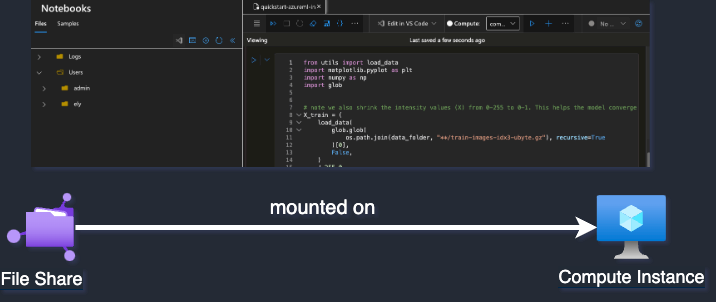 Notebooks
Files
Samples
Logs
Users
admin
ely
quickstart-azureml-in
Edit in VS Code
Compute:
com...
No ...
Viewing
Last saved a few seconds ago
1 from utils import load_data
2 import matplotlib.pyplot as plt
3 import numpy as np
4 import glob
5
6
7 # note we also shrink the intensity values (X) from 0-255 to 0-1. This helps the model converge
8 X_train = (
9 load_data(
10 glob.glob(
11 os.path.join(data_folder, "**/train-images-idx3-ubyte.gz"), recursive=True
12 )[0],
13 False,
14 )
mounted on
File Share
Compute Instance